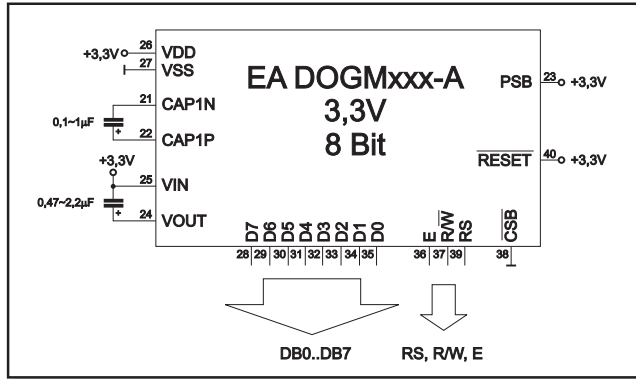 EA DOGMxxx-A
3,3V
8 Bit
+3,3V
26
VDD
27
VSS
21
CAP1N
0,1~1µF
+
22
CAP1P
+3,3V
25
VIN
0,47~2,2µF
+
24
VOUT
PSB
23
+3,3V
RESET
40
+3,3V
D7
D6
D5
D4
D3
D2
D1
D0
28
29
30
31
32
33
34
35
E
R/W
RS
36
37
39
CSB
38
DB0..DB7
RS, R/W, E